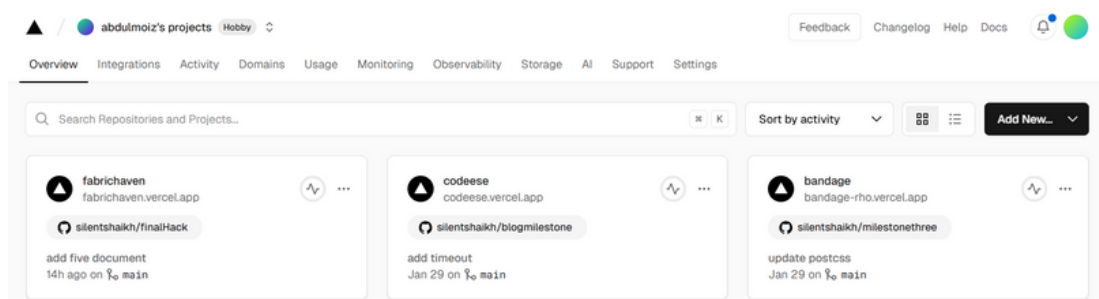 abdulmoiz's projects Hobby Feedback Changelog Help Docs
Overview Integrations Activity Domains Usage Monitoring Observability Storage AI Support Settings
Search Repositories and Projects... ⌘ K Sort by activity Add New...
fabrichaven
fabrichaven.vercel.app
silentshaikh/finalHack
add five document
14h ago on main
codeese
codeese.vercel.app
silentshaikh/blogmilestone
add timeout
Jan 29 on main
bandage
bandage-rho.vercel.app
silentshaikh/milestonethree
update postcss
Jan 29 on main